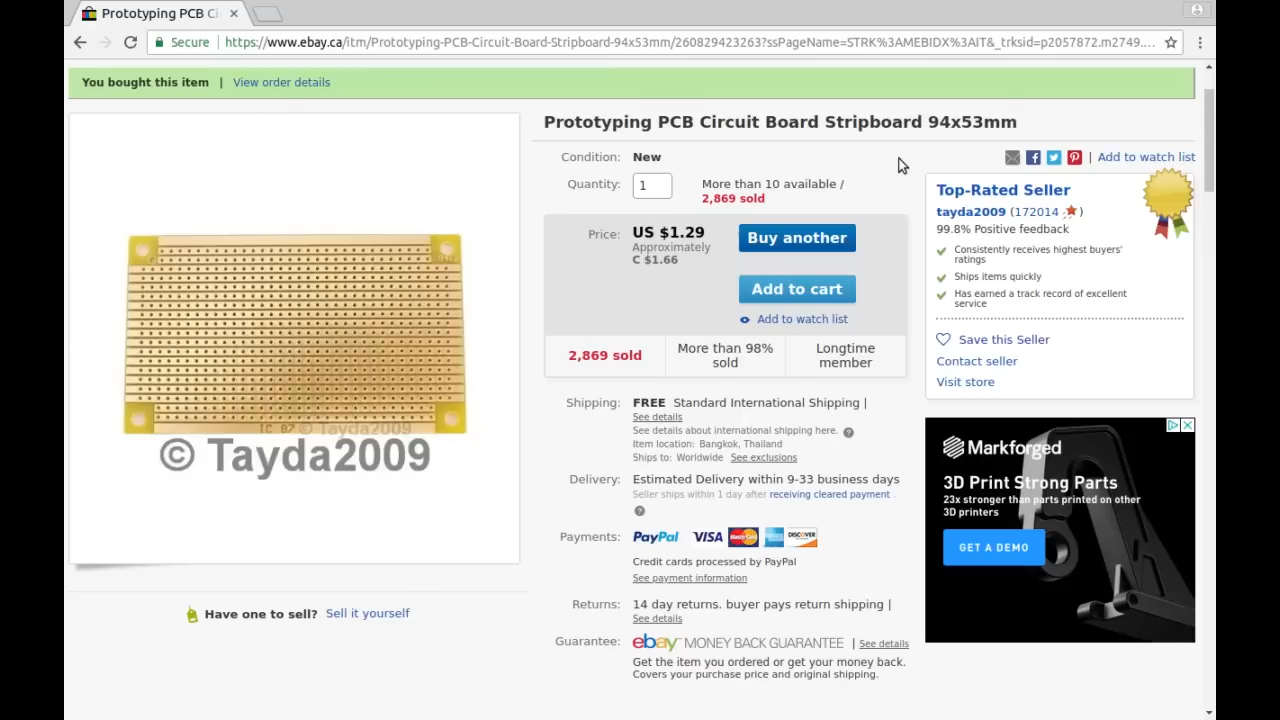 Prototyping PCB Ci
Secure
https://www.ebay.ca/itm/Prototyping-PCB-Circuit-Board-Stripboard-94x53mm/260829423263?ssPageName=STRK%3AMEBIDX%3AIT&_trksid=p2057872.m2749....
You bought this item | View order details
Prototyping PCB Circuit Board Stripboard 94x53mm
Condition: New
Quantity: 1
More than 10 available /
2,869 sold
Price: US $1.29
Approximately
C $1.66
Buy another
Add to cart
Add to watch list
2,869 sold
More than 98%
sold
Longtime
member
Shipping: FREE Standard International Shipping |
See details
See details about international shipping here.
Item location: Bangkok, Thailand
Ships to: Worldwide See exclusions
Delivery: Estimated Delivery within 9-33 business days
Seller ships within 1 day after receiving cleared payment .
Payments: PayPal VISA MasterCard DISCOVER
Credit cards processed by PayPal
See payment information
Returns: 14 day returns. buyer pays return shipping |
See details
Guarantee: ebay MONEY BACK GUARANTEE | See details
Get the item you ordered or get your money back.
Covers your purchase price and original shipping.
© Tayda2009
© Tayda2009
Have one to sell? Sell it yourself
| Add to watch list
Top-Rated Seller
tayda2009 (172014 )
99.8% Positive feedback
Consistently receives highest buyers'
ratings
Ships items quickly
Has earned a track record of excellent
service
Save this Seller
Contact seller
Visit store
Markforged
3D Print Strong Parts
23x stronger than parts printed on other
3D printers
GET A DEMO